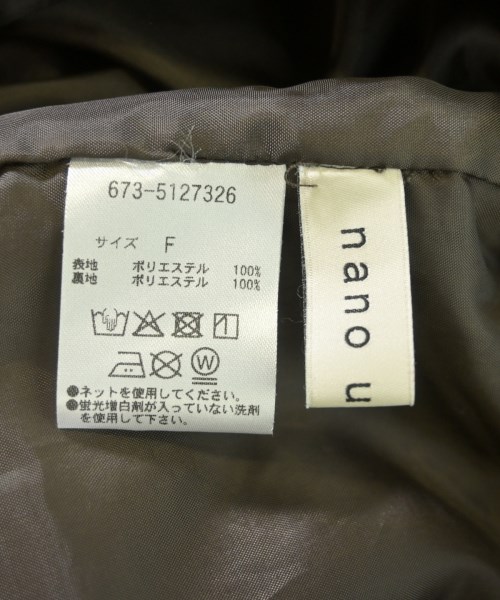 673-5127326
サイズ F
表地 ポリエステル 100%
裏地 ポリエステル 100%
W
●ネットを使用してください。
●蛍光増白剤が入っていない洗剤
を使用して下さい。
nano u